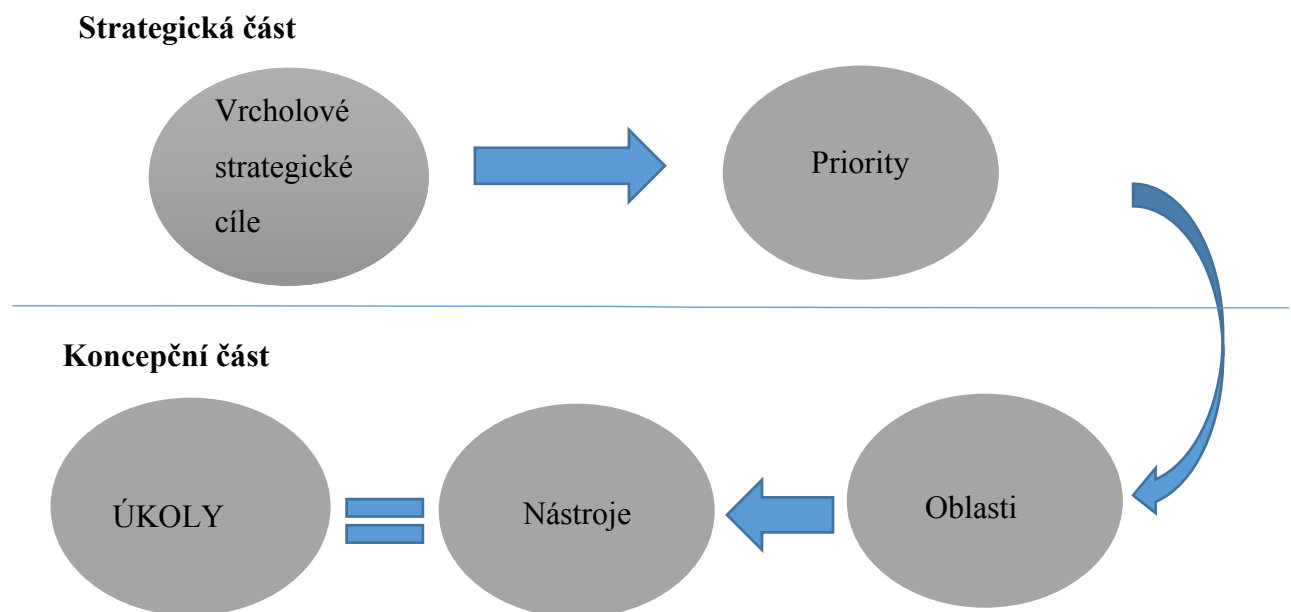 Strategická část
Vrcholové
strategické
cíle
Priority
Koncepční část
ÚKOLY
Nástroje
Oblasti